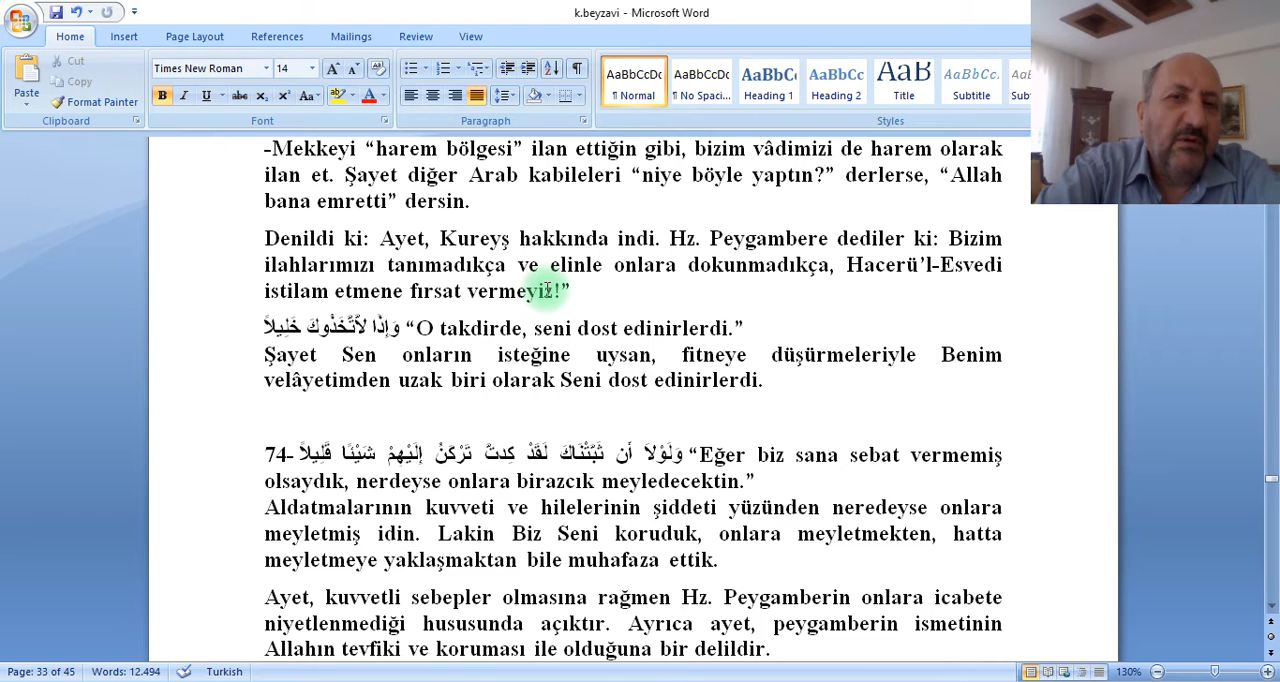 k.beyzavi - Microsoft Word
Home Insert Page Layout References Mailings Review View
Cut
Copy
Paste
Format Painter
Times New Roman 14
AaBbCcDc AaBbCcDc AaBbC AaBbCc AaB AaBbCc. Aa
¶ Normal ¶ No Spaci... Heading 1 Heading 2 Title Subtitle Sub
Clipboard Font Paragraph Styles
-Mekkeyi “harem bölgesi” ilan ettiğin gibi, bizim vâdimizi de harem olarak
ilan et. Şayet diğer Arab kabileleri “niye böyle yaptın?” derlerse, “Allah
bana emretti” dersin.
Denildi ki: Ayet, Kureyş hakkında indi. Hz. Peygambere dediler ki: Bizim
ilahlarımızı tanımadıkça ve elinle onlara dokunmadıkça, Hacerü’l-Esvedi
istilam etmene fırsat vermeyiz!”
وَإِذًا لاَّتَّخَذُوكَ خَلِيلاً “O takdirde, seni dost edinirlerdi.”
Şayet Sen onların isteğine uysan, fitneye düşürmeleriyle Benim
velâyetimden uzak biri olarak Seni dost edinirlerdi.
74- وَلَوْلاَ أَن ثَبَّتْنَاكَ لَقَدْ كِدتَّ تَرْكَنُ إِلَيْهِمْ شَيْئًا قَلِيلاً “Eğer biz sana sebat vermemiş
olsaydık, nerdeyse onlara birazcık meyledecektin.”
Aldatmalarının kuvveti ve hilelerinin şiddeti yüzünden neredeyse onlara
meyletmiş idin. Lakin Biz Seni koruduk, onlara meyletmekten, hatta
meyletmeye yaklaşmaktan bile muhafaza ettik.
Ayet, kuvvetli sebepler olmasına rağmen Hz. Peygamberin onlara icabete
niyetlenmediği hususunda açıktır. Ayrıca ayet, peygamberin ismetinin
Allahın tevfiki ve koruması ile olduğuna bir delildir.
Page: 33 of 45 Words: 12.494 Turkish 130%